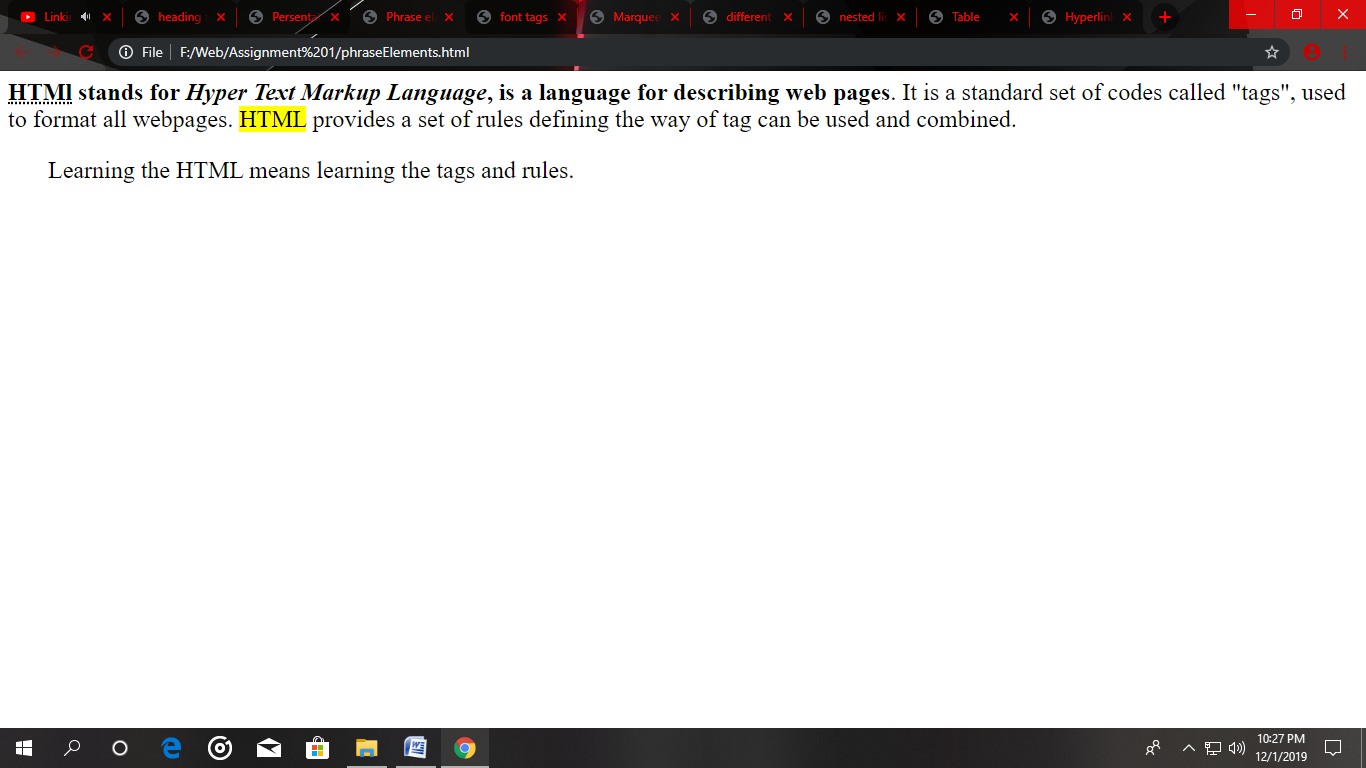 Linki
heading
Persenta
Phrase el
font tags
Marquee
different
nested li
Table
Hyperlin
File
F:/Web/Assignment%201/phraseElements.html
HTMl stands for Hyper Text Markup Language, is a language for describing web pages. It is a standard set of codes called "tags", used
to format all webpages. HTML provides a set of rules defining the way of tag can be used and combined.
Learning the HTML means learning the tags and rules.
10:27 PM
12/1/2019